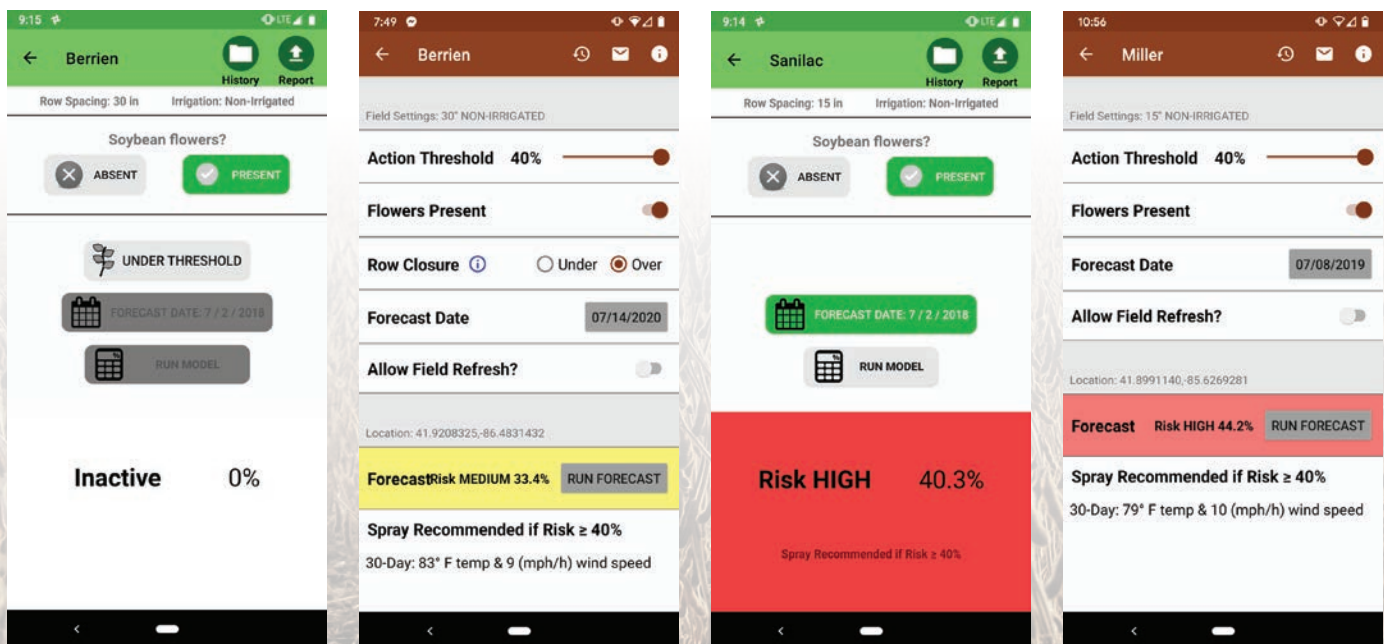 9:15 LTE
Berrien
History Report
Row Spacing: 30 in Irrigation: Non-Irrigated
Soybean flowers?
ABSENT PRESENT
UNDER THRESHOLD
FORECAST DATE: 7 / 2 / 2018
% RUN MODEL
Inactive 0%
7:49
Berrien
Field Settings: 30" NON-IRRIGATED
Action Threshold 40%
Flowers Present
Row Closure Under Over
Forecast Date 07/14/2020
Allow Field Refresh?
Location: 41.9208325,-86.4831432
Forecast Risk MEDIUM 33.4% RUN FORECAST
Spray Recommended if Risk ≥ 40%
30-Day: 83° F temp & 9 (mph/h) wind speed
9:14 LTE
Sanilac
History Report
Row Spacing: 15 in Irrigation: Non-Irrigated
Soybean flowers?
ABSENT PRESENT
FORECAST DATE: 7 / 2 / 2018
% RUN MODEL
Risk HIGH 40.3%
Spray Recommended if Risk ≥ 40%
10:56
Miller
Field Settings: 15" NON-IRRIGATED
Action Threshold 40%
Flowers Present
Forecast Date 07/08/2019
Allow Field Refresh?
Location: 41.8991140,-85.6269281
Forecast Risk HIGH 44.2% RUN FORECAST
Spray Recommended if Risk ≥ 40%
30-Day: 79° F temp & 10 (mph/h) wind speed